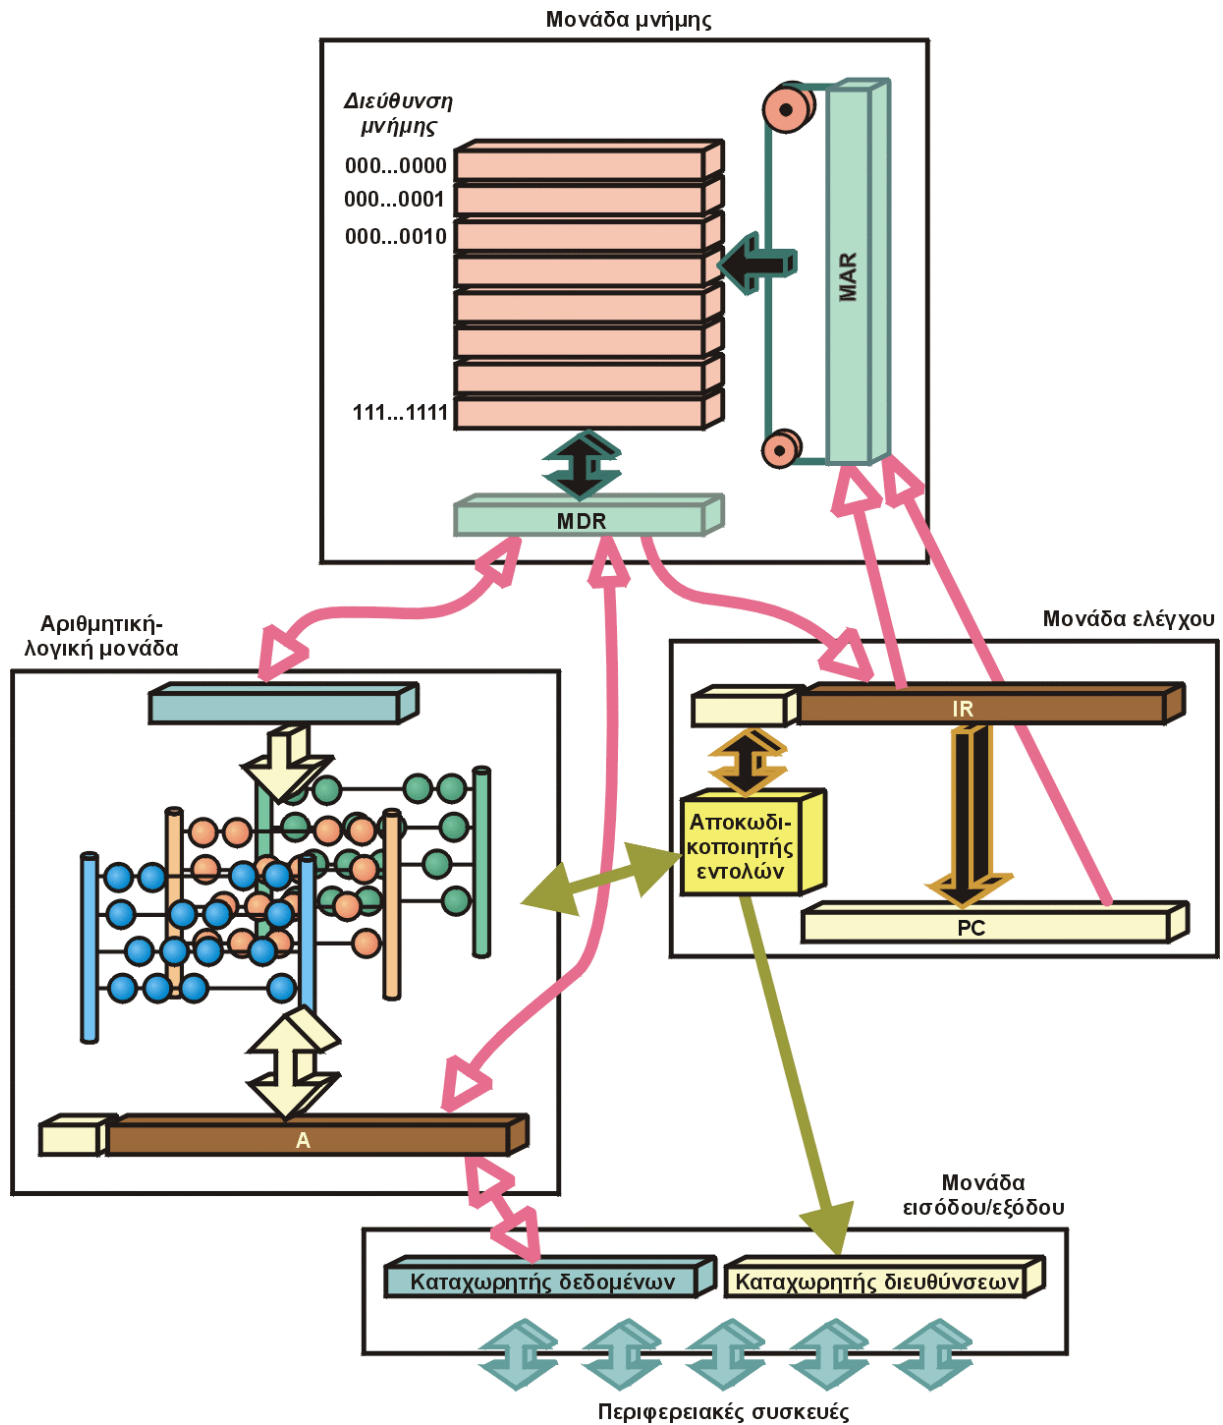 Μονάδα μνήμης
Διεύθυνση
μνήμης
000...0000
000...0001
000...0010
111...1111
MAR
MDR
Αριθμητική-
λογική μονάδα
Μονάδα ελέγχου
IR
Αποκωδι-
κοποιητής
εντολών
PC
A
Μονάδα
εισόδου/εξόδου
Καταχωρητής δεδομένων
Καταχωρητής διευθύνσεων
Περιφερειακές συσκευές